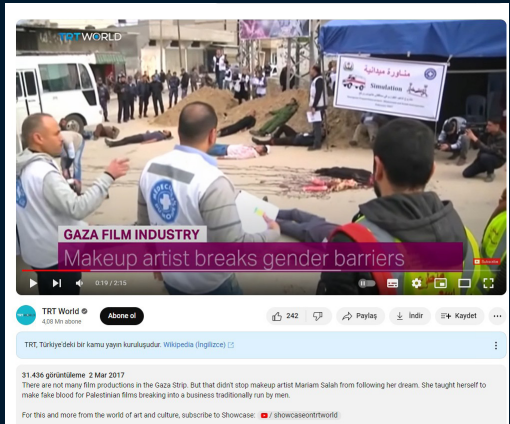 TRT WORLD
مناورة ميدانية
Simulation
GAZA FILM INDUSTRY
Makeup artist breaks gender barriers
0:19 / 2:15
TRT World
4,08 Mn abone
Abone ol
242
Paylaş
İndir
Kaydet
TRT, Türkiye'deki bir kamu yayın kuruluşudur. Wikipedia (İngilizce)
31.436 görüntüleme 2 Mar 2017
There are not many film productions in the Gaza Strip. But that didn't stop makeup artist Mariam Salah from following her dream. She taught herself to
make fake blood for Palestinian films breaking into a business traditionally run by men.
For this and more from the world of art and culture, subscribe to Showcase: / showcaseontrtworld